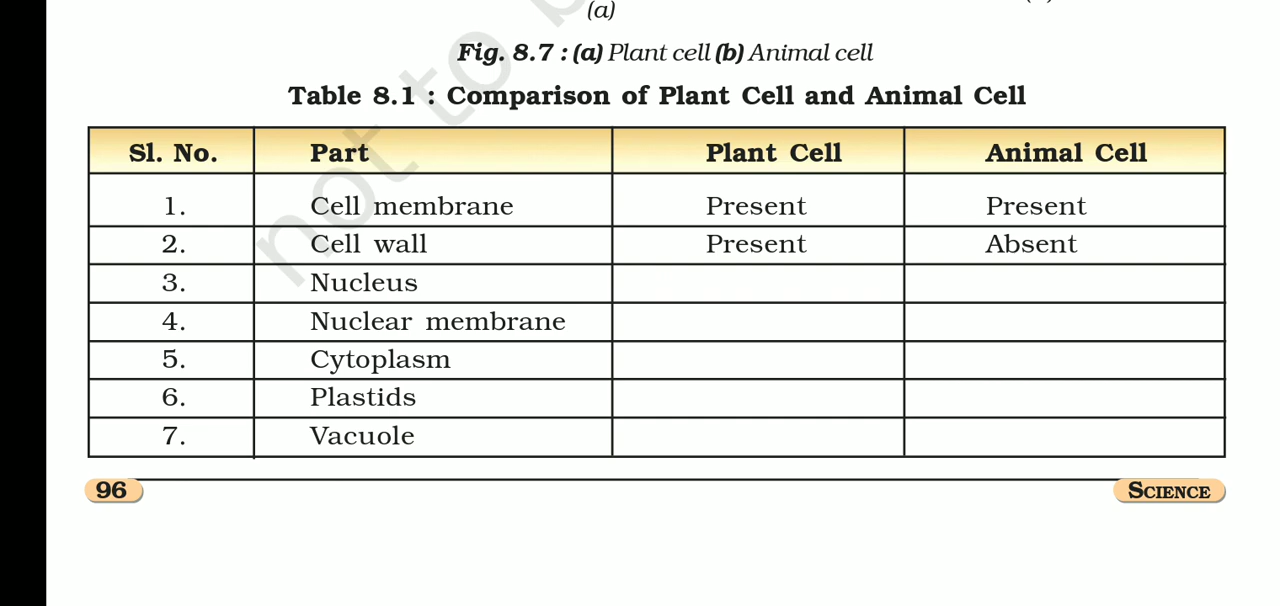 (a)
Fig. 8.7 : (a) Plant cell (b) Animal cell
Table 8.1 : Comparison of Plant Cell and Animal Cell
Sl. No. Part Plant Cell Animal Cell
1. Cell membrane Present Present
2. Cell wall Present Absent
3. Nucleus
4. Nuclear membrane
5. Cytoplasm
6. Plastids
7. Vacuole
96 SCIENCE
not to b